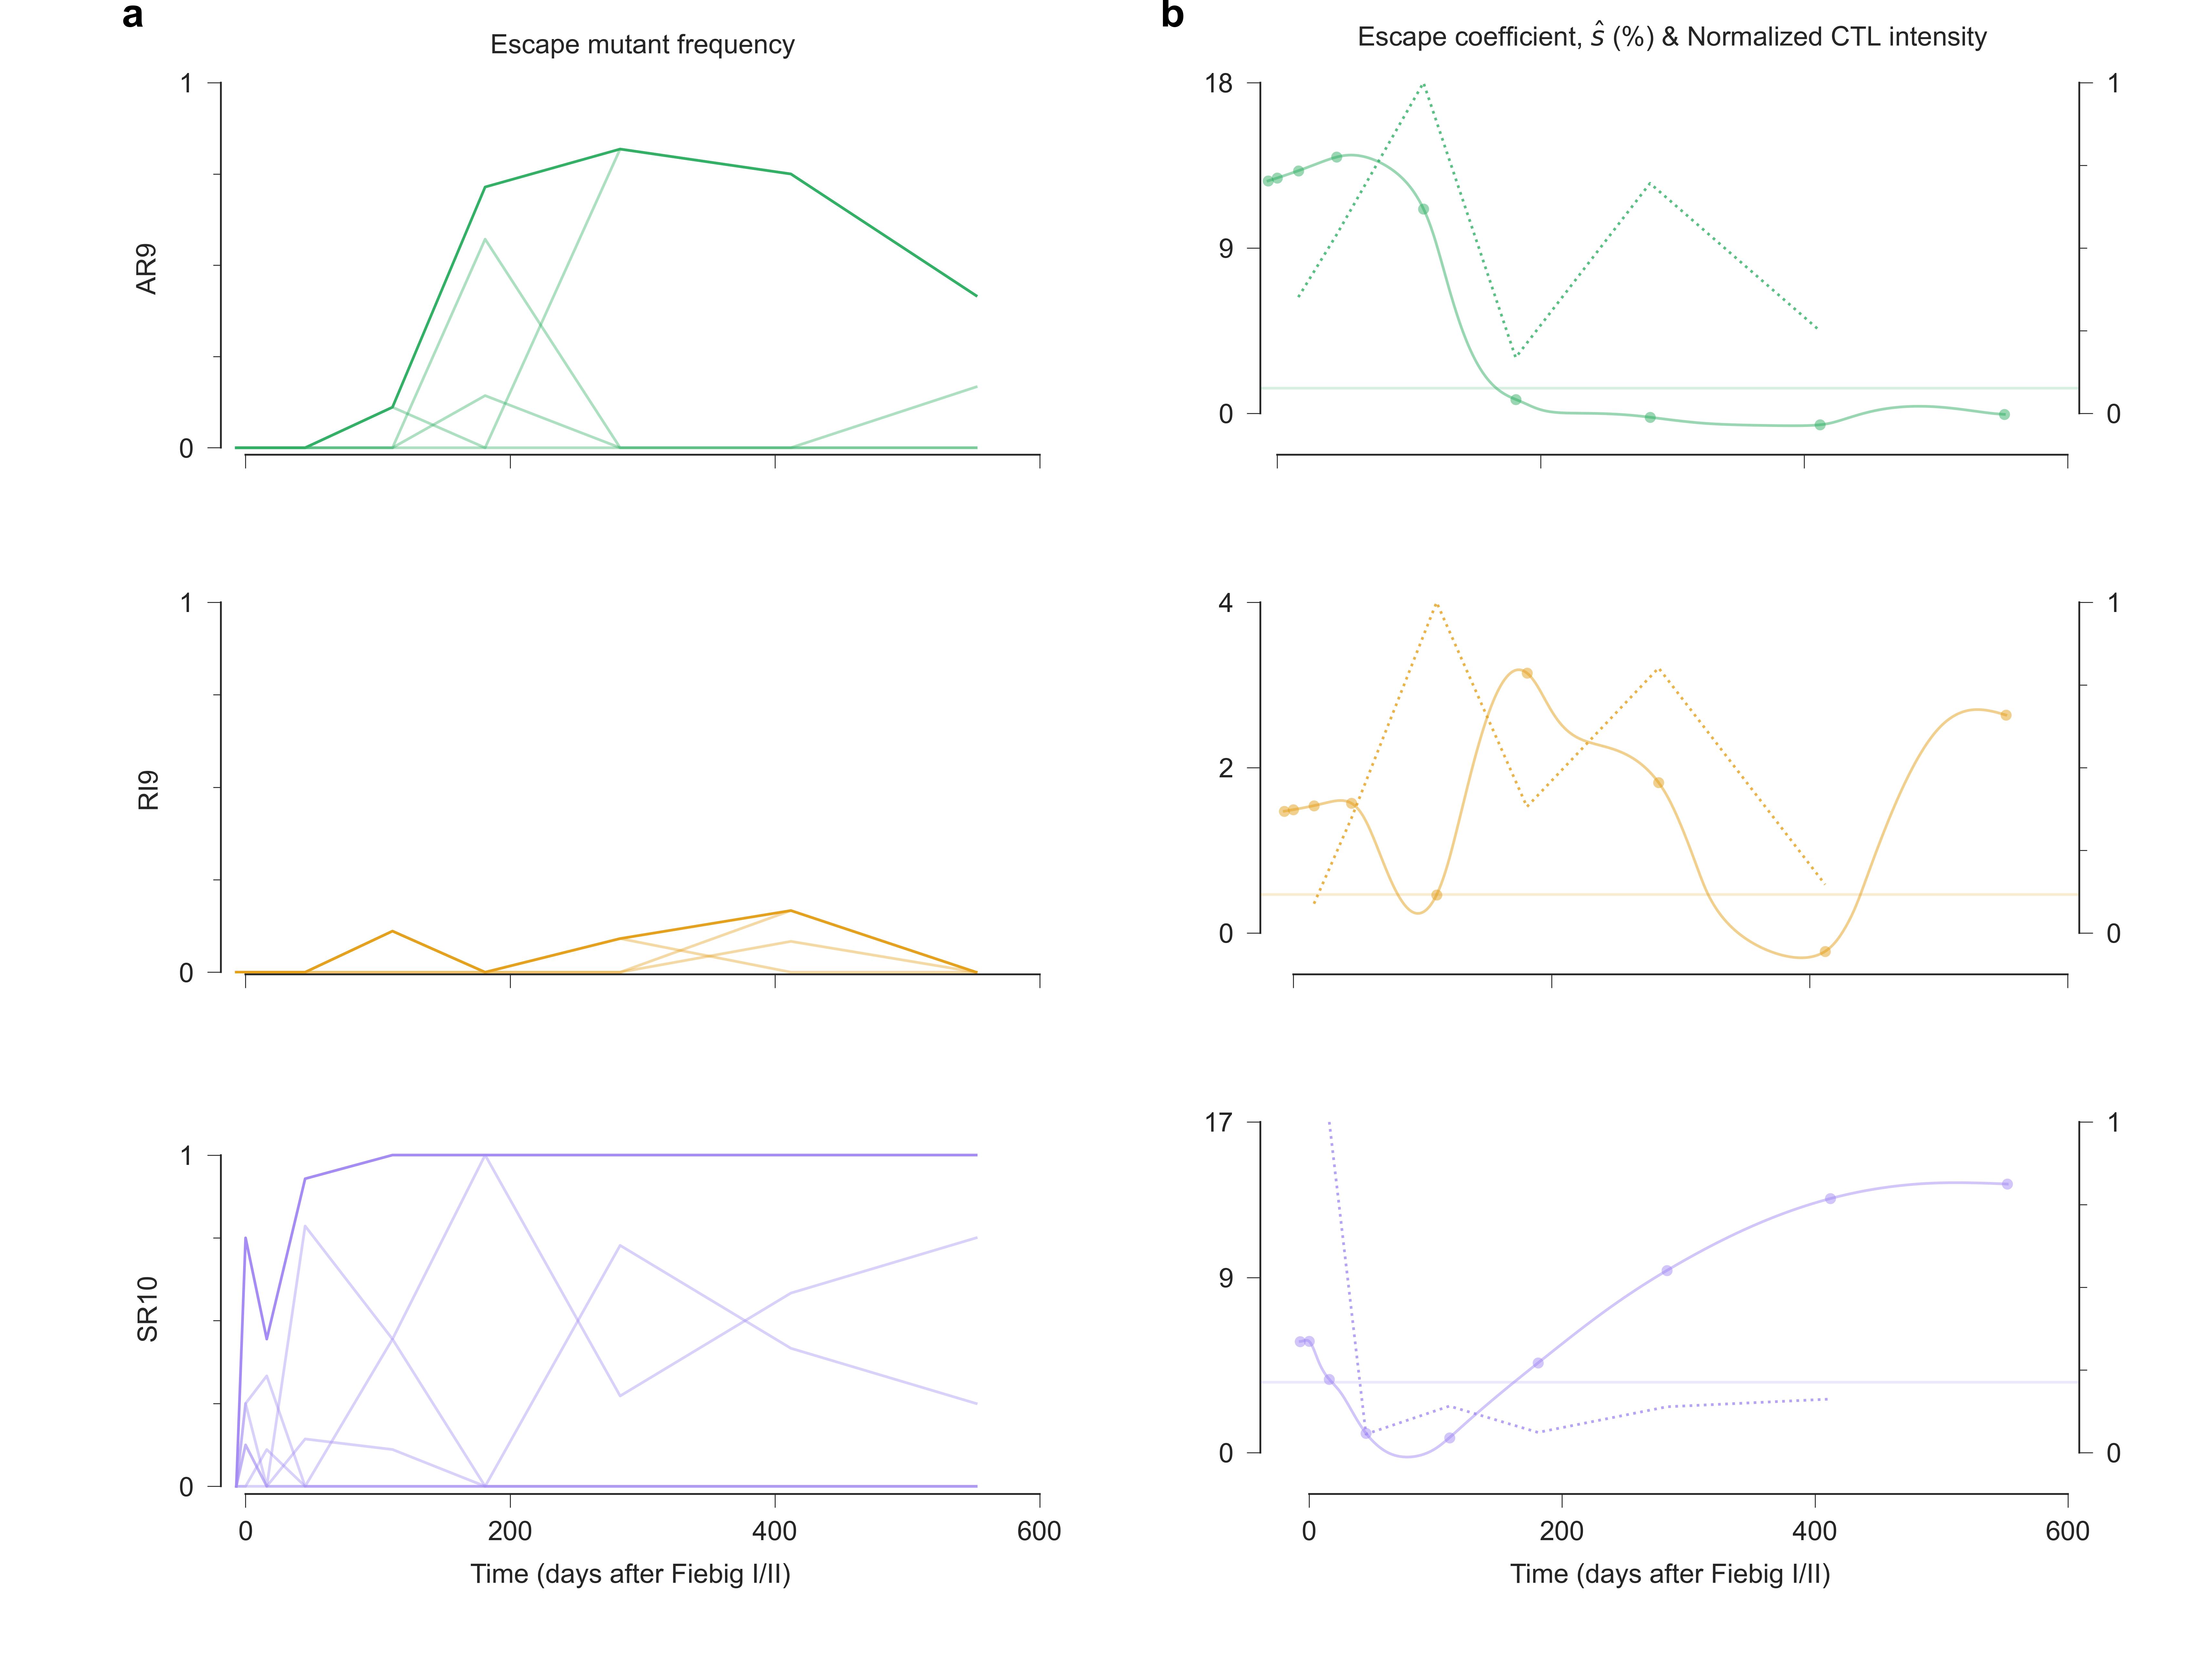 a
Escape mutant frequency
1
AR9
0
1
RI9
0
1
SR10
0
0 200 400 600
Time (days after Fiebig I/II)
b
Escape coefficient, ŝ (%) & Normalized CTL intensity
18 1
9
0 0
4 1
2
0 0
17 1
9
0 0
0 200 400 600
Time (days after Fiebig I/II)